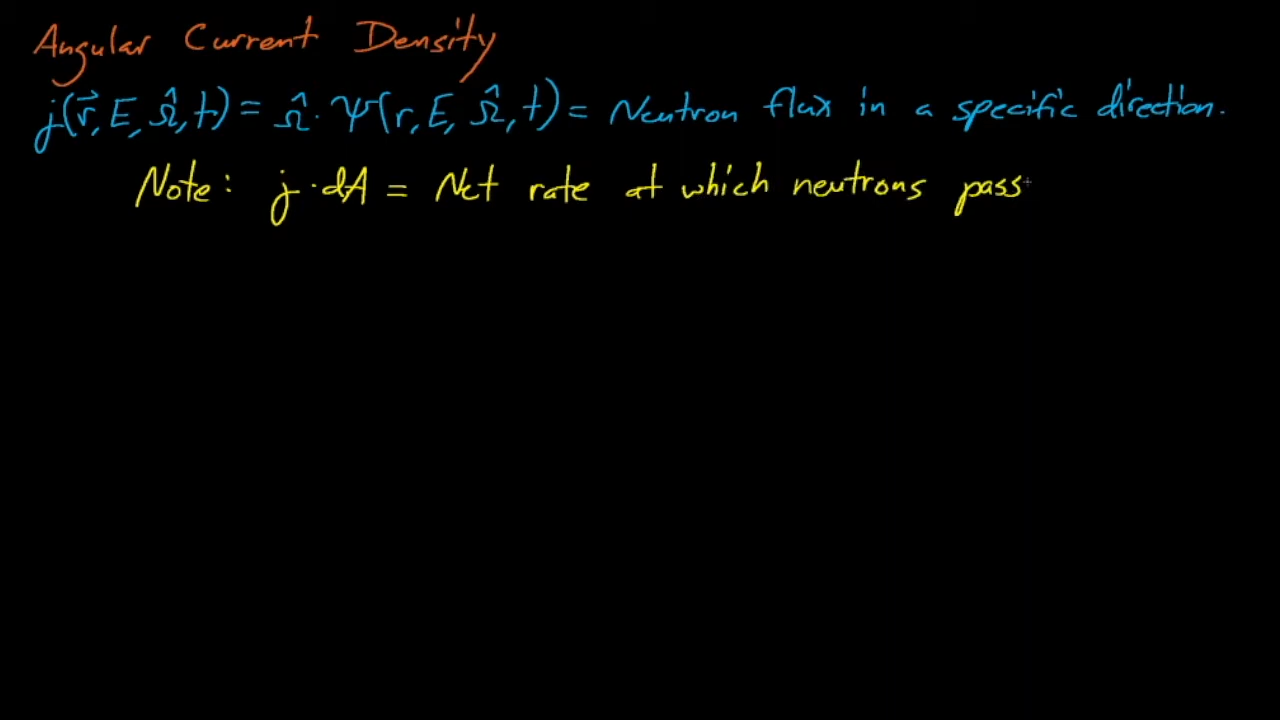 Angular Current Density
j(r⃗, E, Ω̂, t) = Ω̂ · Ψ(r, E, Ω̂, t) = Neutron flux in a specific direction.
Note: j · dA = Net rate at which neutrons pass